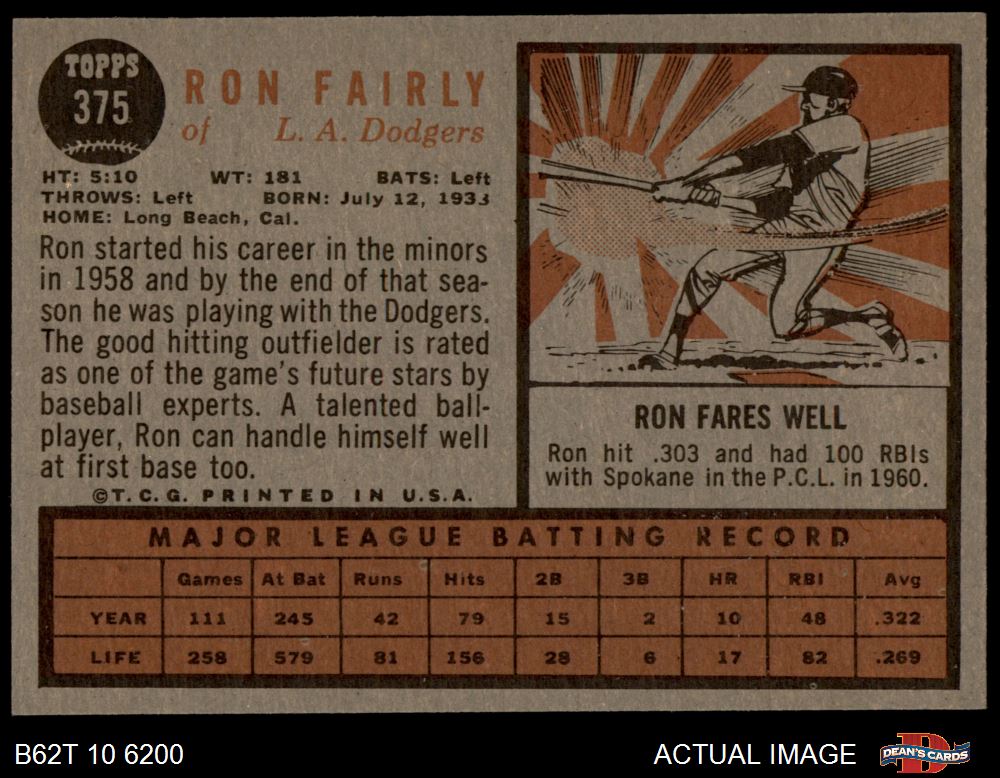 TOPPS
375
RON FAIRLY
of L. A. Dodgers
HT: 5:10 WT: 181 BATS: Left
THROWS: Left BORN: July 12, 1933
HOME: Long Beach, Cal.
Ron started his career in the minors
in 1958 and by the end of that sea-
son he was playing with the Dodgers.
The good hitting outfielder is rated
as one of the game's future stars by
baseball experts. A talented ball-
player, Ron can handle himself well
at first base too.
©T.C.G. PRINTED IN U.S.A.
RON FARES WELL
Ron hit .303 and had 100 RBIs
with Spokane in the P.C.L. in 1960.
MAJOR LEAGUE BATTING RECORD
Games At Bat Runs Hits 2B 3B HR RBI Avg
YEAR 111 245 42 79 15 2 10 48 .322
LIFE 258 579 81 156 28 6 17 82 .269
B62T 10 6200
ACTUAL IMAGE
D
DEAN'S CARDS